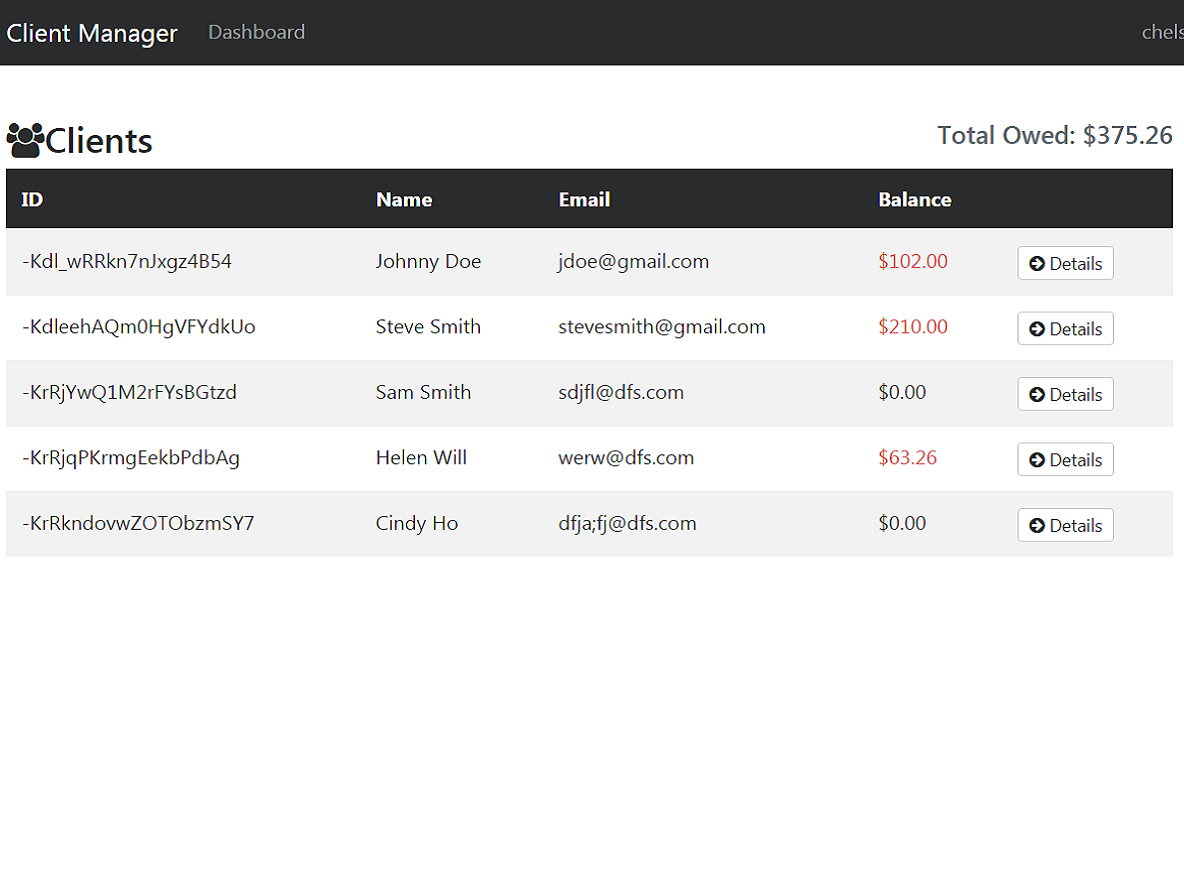 Client Manager Dashboard chels
Clients Total Owed: $375.26
ID Name Email Balance
-Kdl_wRRkn7nJxgz4B54 Johnny Doe jdoe@gmail.com $102.00 Details
-KdleehAQm0HgVFYdkUo Steve Smith stevesmith@gmail.com $210.00 Details
-KrRjYwQ1M2rFYsBGtzd Sam Smith sdjfl@dfs.com $0.00 Details
-KrRjqPKrmgEekbPdbAg Helen Will werw@dfs.com $63.26 Details
-KrRkndovwZOTObzmSY7 Cindy Ho dfja;fj@dfs.com $0.00 Details